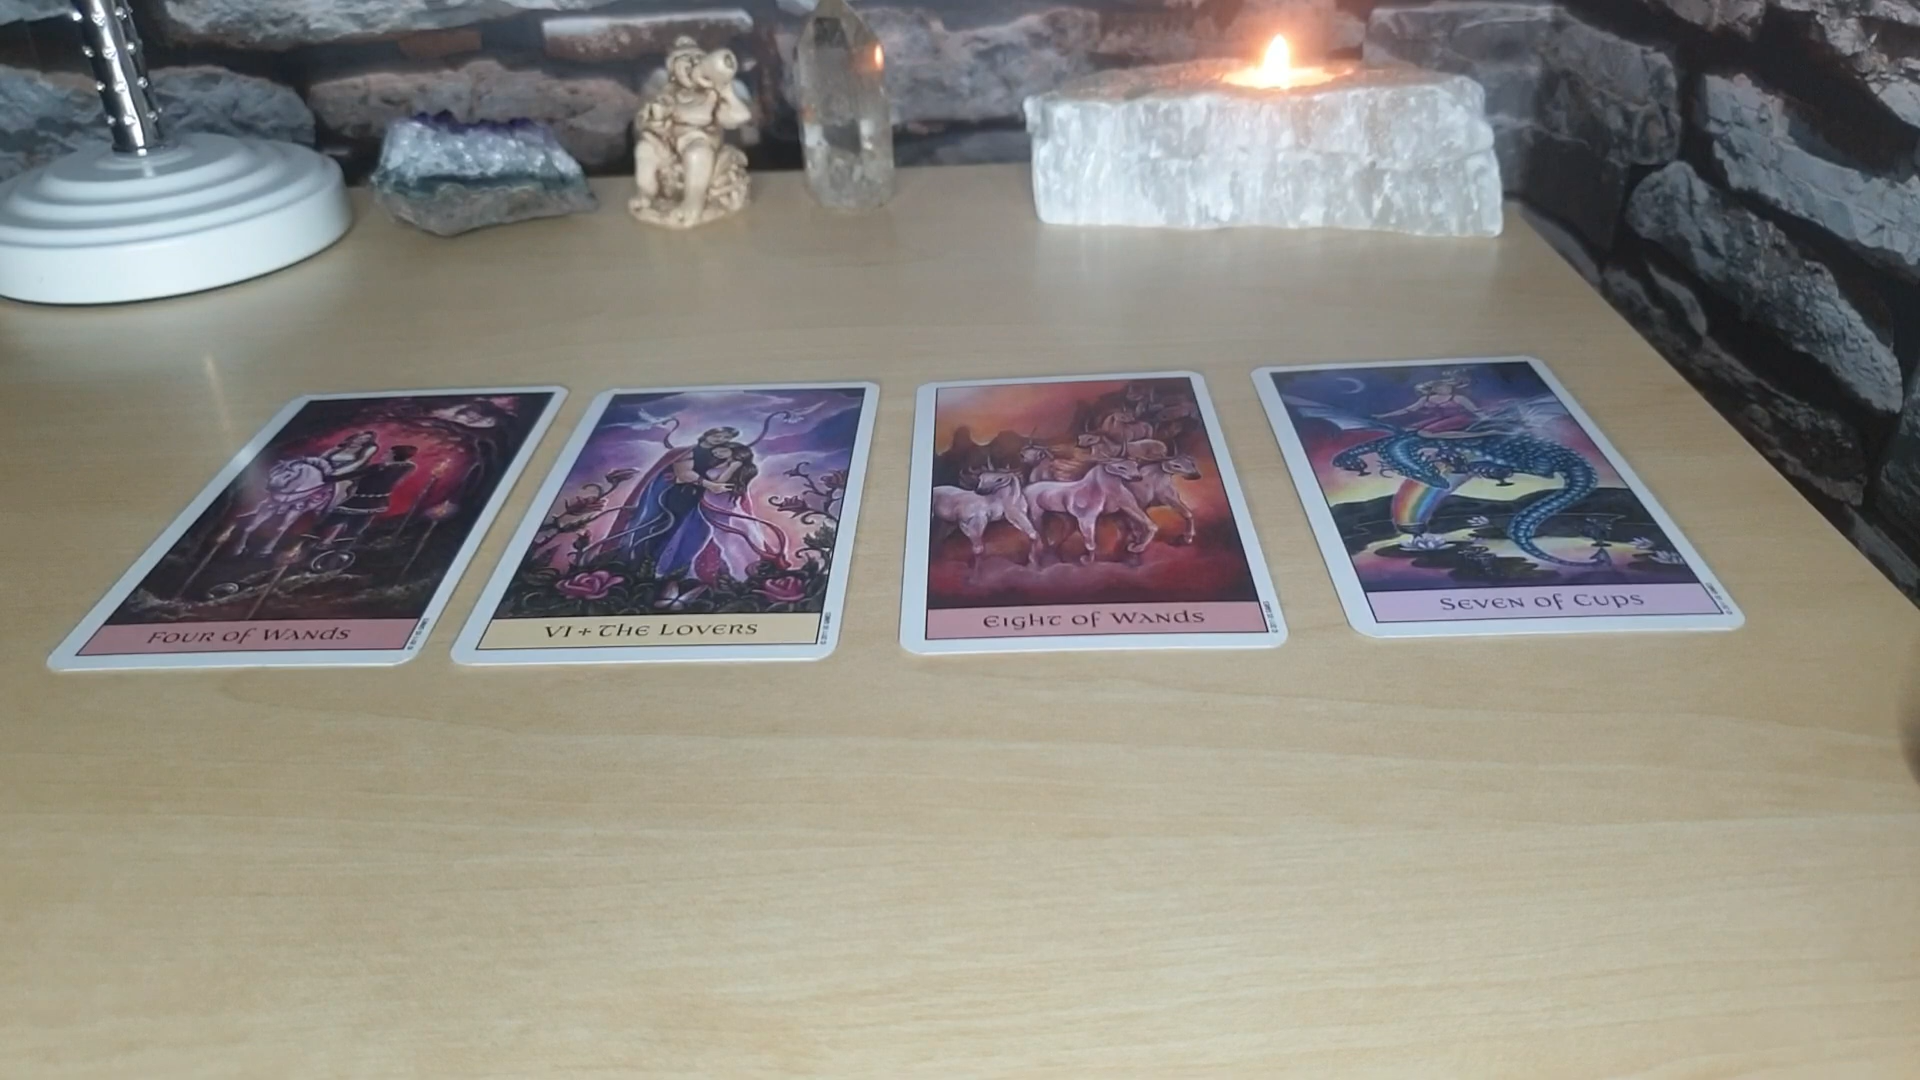 FOUR OF WANDS
VI + THE LOVERS
EIGHT OF WANDS
SEVEN OF CUPS